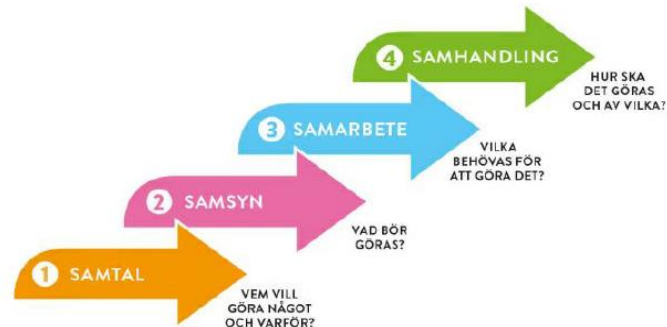 4 SAMHANDLING
HUR SKA
DET GÖRAS
OCH AV VILKA?
3 SAMARBETE
VILKA
BEHÖVAS FÖR
ATT GÖRA DET?
2 SAMSYN
VAD BÖR
GÖRAS?
1 SAMTAL
VEM VILL
GÖRA NÅGOT
OCH VARFÖR?